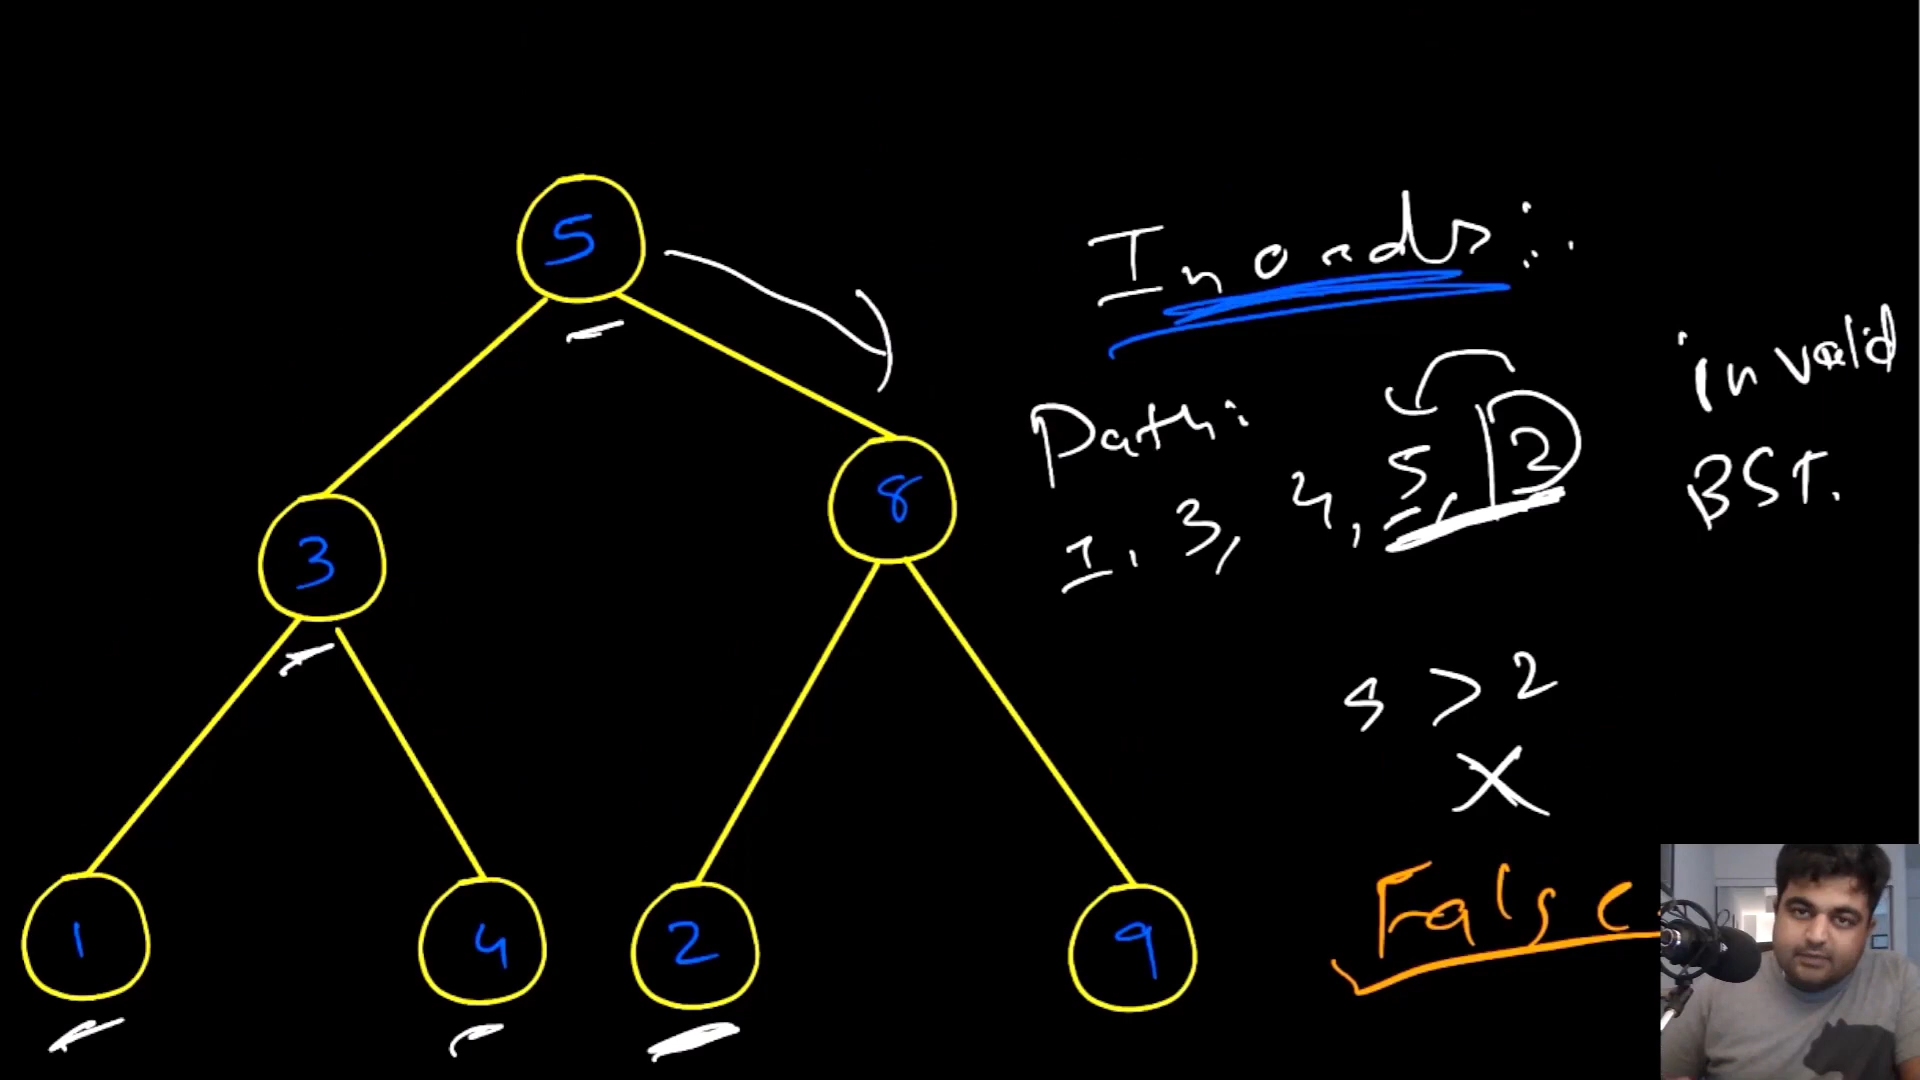 5
Inorder:
invalid
Path:
8
1, 3, 4, 5, 2
BST.
3
5 > 2
X
False
1
4
2
9